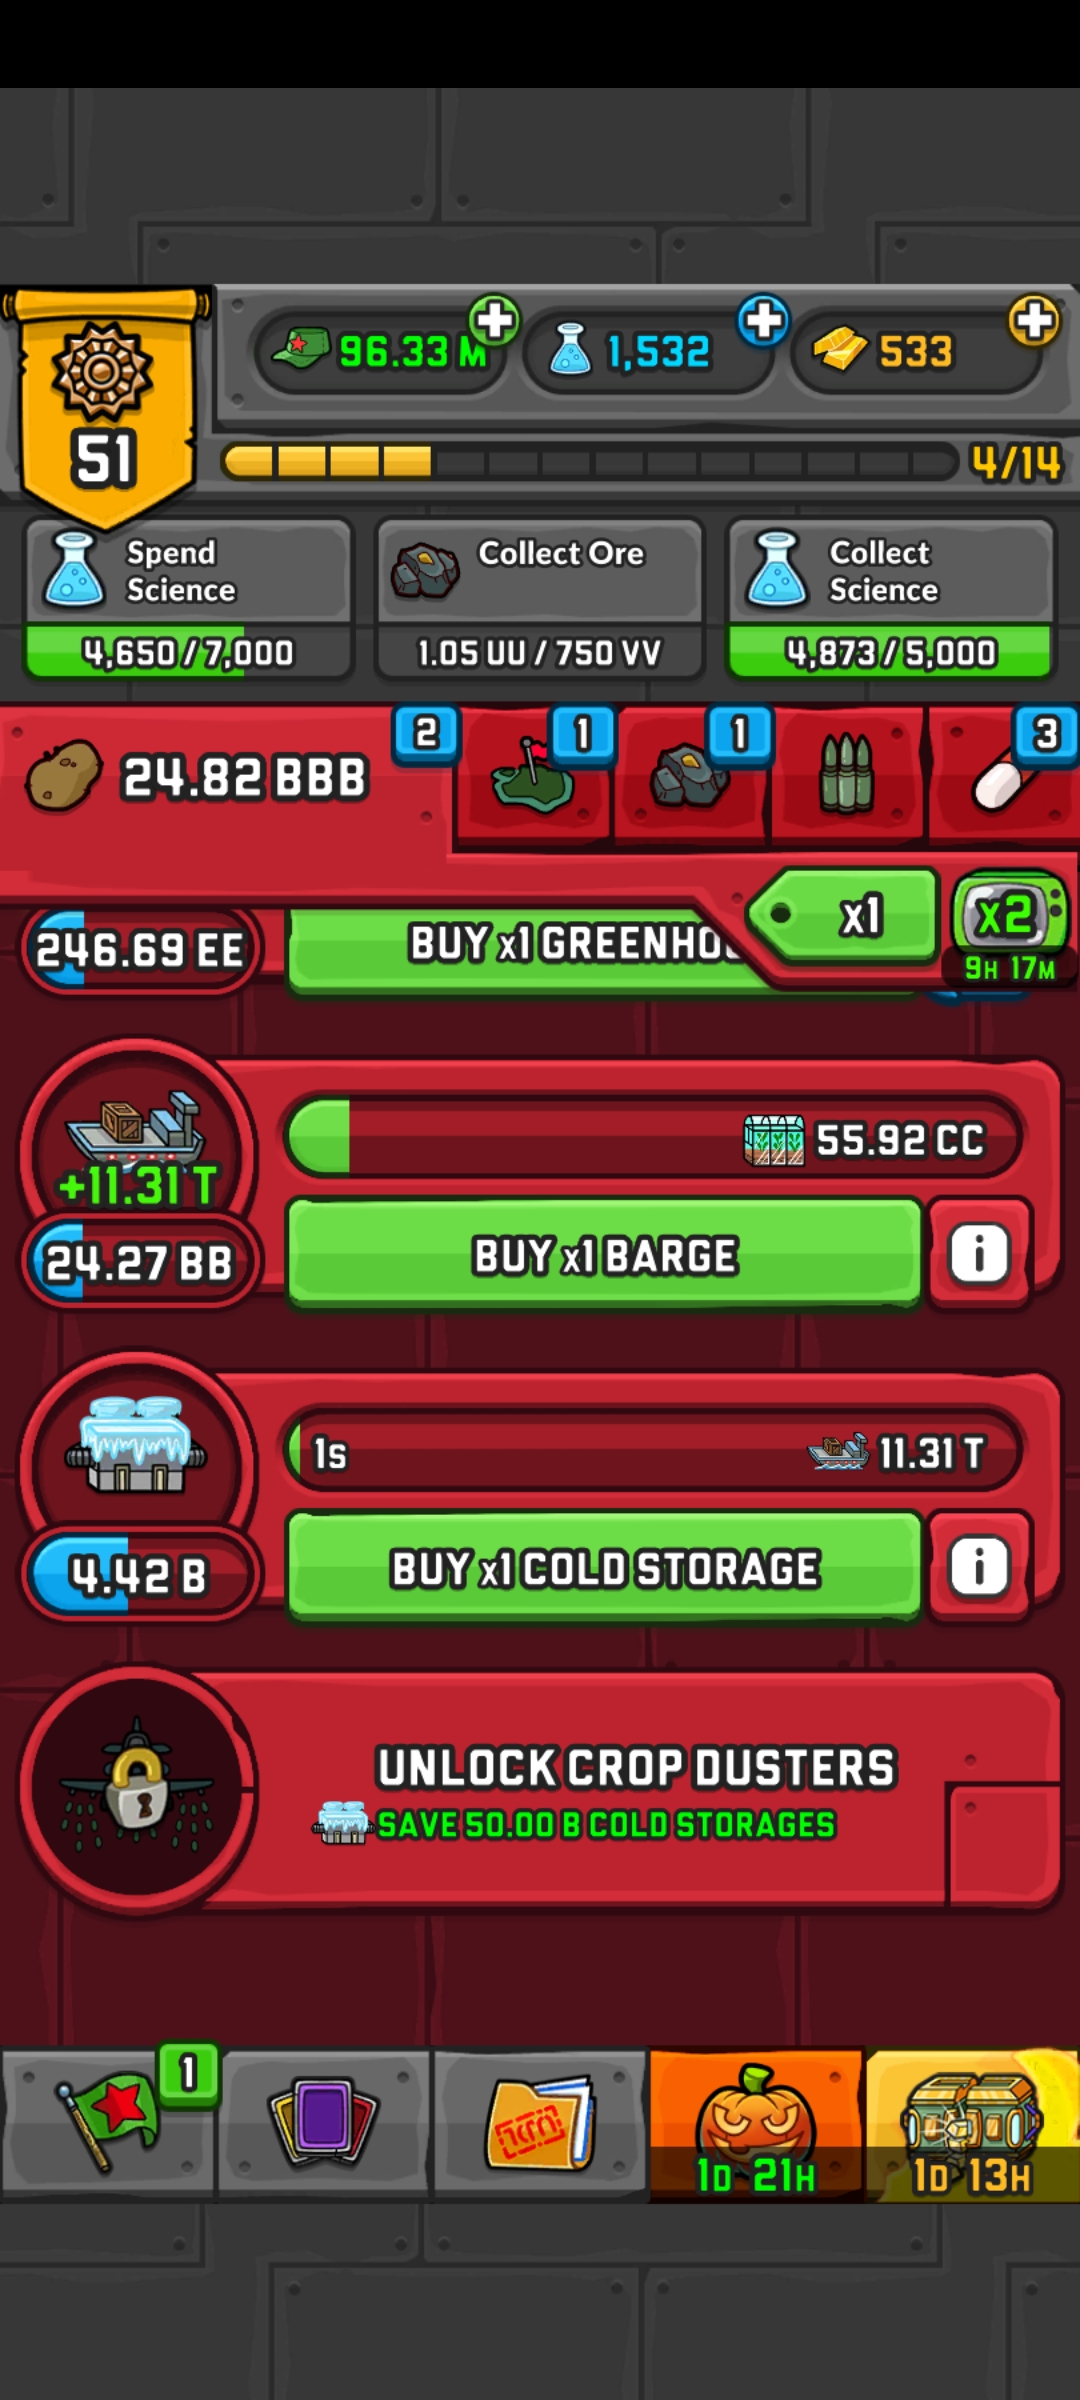 96.33 M
1,532
533
51
4/14
Spend
Science
4,650/7,000
Collect Ore
1.05 UU / 750 VV
Collect
Science
4,873/5,000
24.82 BBB
2
1
1
3
x1
x2
9H 17M
246.69 EE
BUY x1
+11.31 T
24.27 BB
55.92 CC
BUY x1 BARGE
i
4.42 B
1s
11.31 T
BUY x1 COLD STORAGE
i
UNLOCK CROP DUSTERS
SAVE 50.00 B COLD STORAGES
1
1D 21H
1D 13H